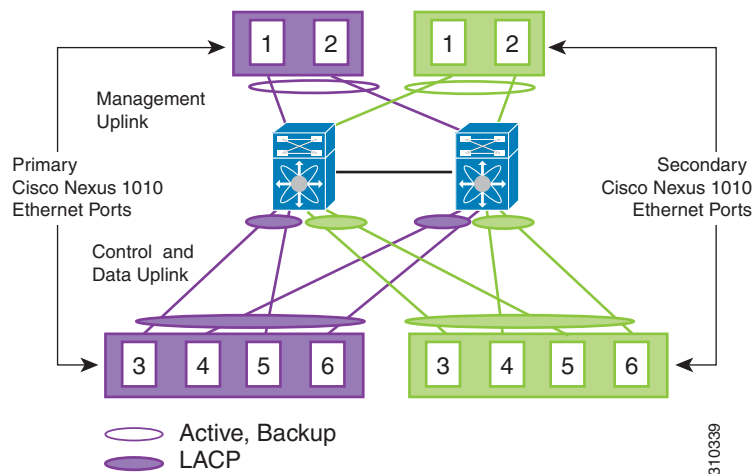 1 2 1 2
Management
Uplink
Primary
Cisco Nexus 1010
Ethernet Ports
Secondary
Cisco Nexus 1010
Ethernet Ports
Control and
Data Uplink
3 4 5 6 3 4 5 6
Active, Backup
LACP
310339